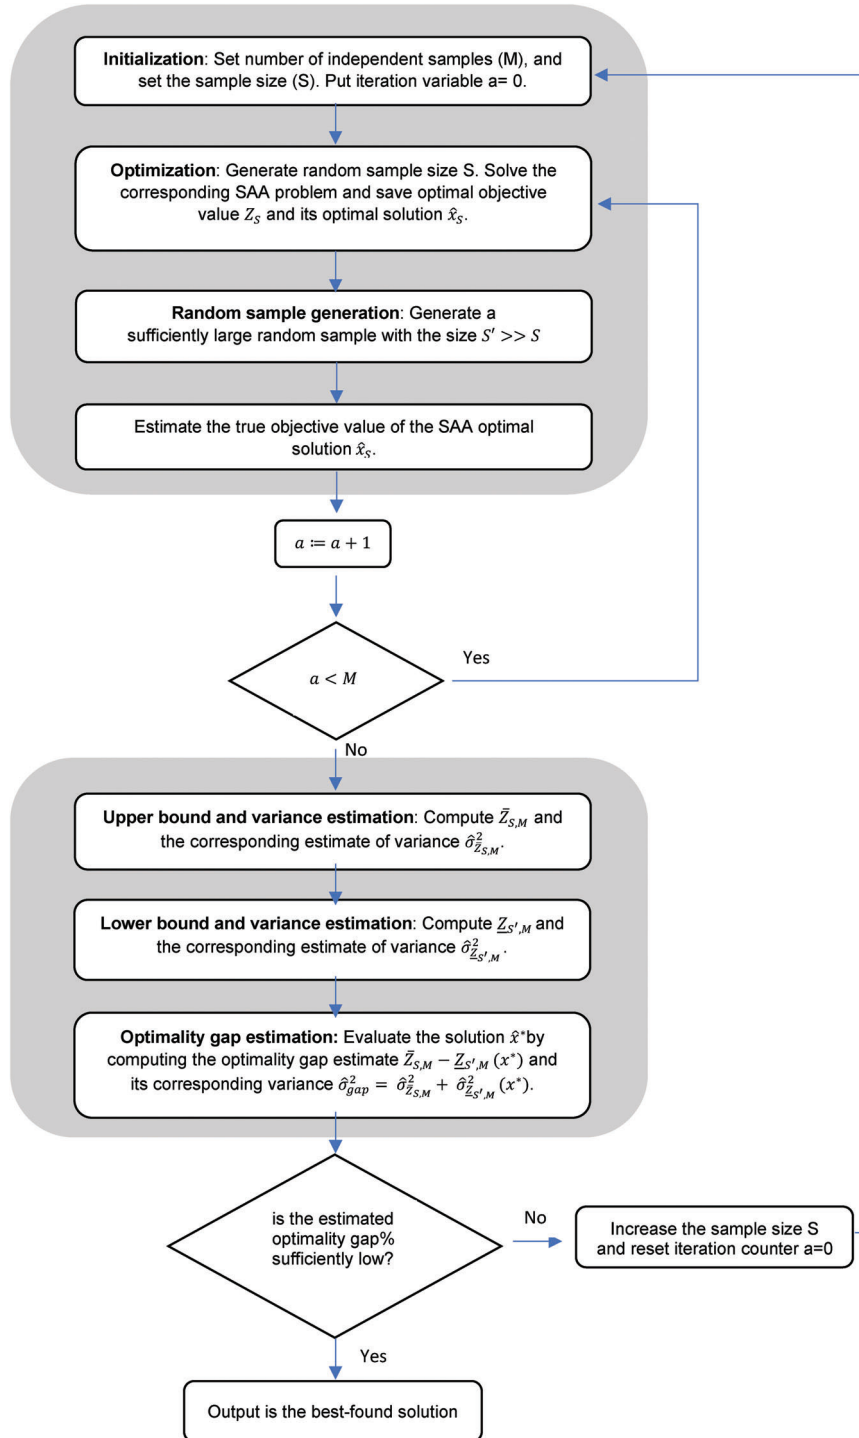 Initialization: Set number of independent samples (M), and
set the sample size (S). Put iteration variable a= 0.
Optimization: Generate random sample size S. Solve the
corresponding SAA problem and save optimal objective
value Z_S and its optimal solution x̂_S.
Random sample generation: Generate a
sufficiently large random sample with the size S′ >> S
Estimate the true objective value of the SAA optimal
solution x̂_S.
a ≔ a + 1
a < M
Yes
No
Upper bound and variance estimation: Compute Z̄_{S,M} and
the corresponding estimate of variance σ̂²_{Z̄_{S,M}}.
Lower bound and variance estimation: Compute Z̲_{S′,M} and
the corresponding estimate of variance σ̂²_{Z̲_{S′,M}}.
Optimality gap estimation: Evaluate the solution x̂*by
computing the optimality gap estimate Z̄_{S,M} − Z̲_{S′,M}(x*) and
its corresponding variance σ̂²_{gap} = σ̂²_{Z̄_{S,M}} + σ̂²_{Z̲_{S′,M}}(x*).
is the estimated
optimality gap%
sufficiently low?
No
Increase the sample size S
and reset iteration counter a=0
Yes
Output is the best-found solution